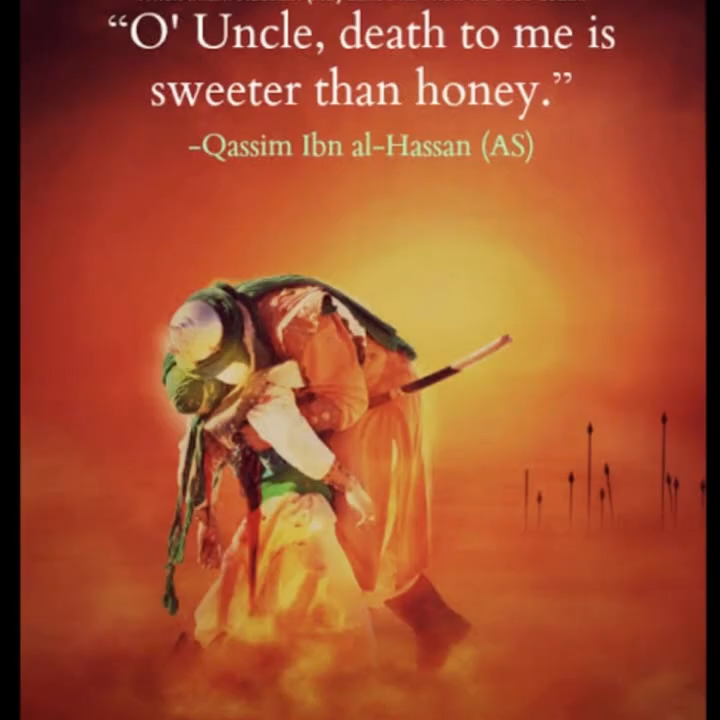 “O' Uncle, death to me is
sweeter than honey.”
-Qassim Ibn al-Hassan (AS)